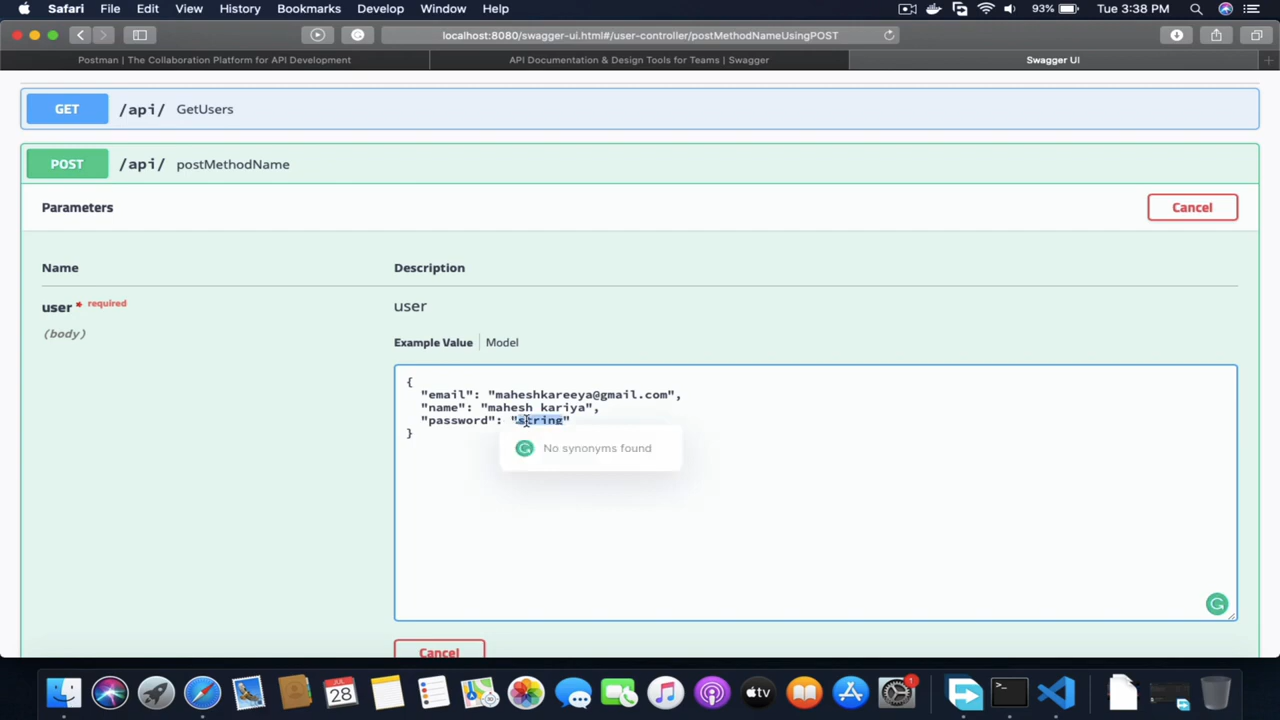 Safari File Edit View History Bookmarks Develop Window Help 93% Tue 3:38 PM
localhost:8080/swagger-ui.html#/user-controller/postMethodNameUsingPOST
Postman | The Collaboration Platform for API Development API Documentation & Design Tools for Teams | Swagger Swagger UI
GET /api/ GetUsers
POST /api/ postMethodName
Parameters Cancel
Name Description
user * required user
(body)
Example Value Model
{
"email": "maheshkareeya@gmail.com",
"name": "mahesh kariya",
"password": "string"
}
No synonyms found
Cancel
JUL
28
tv
1